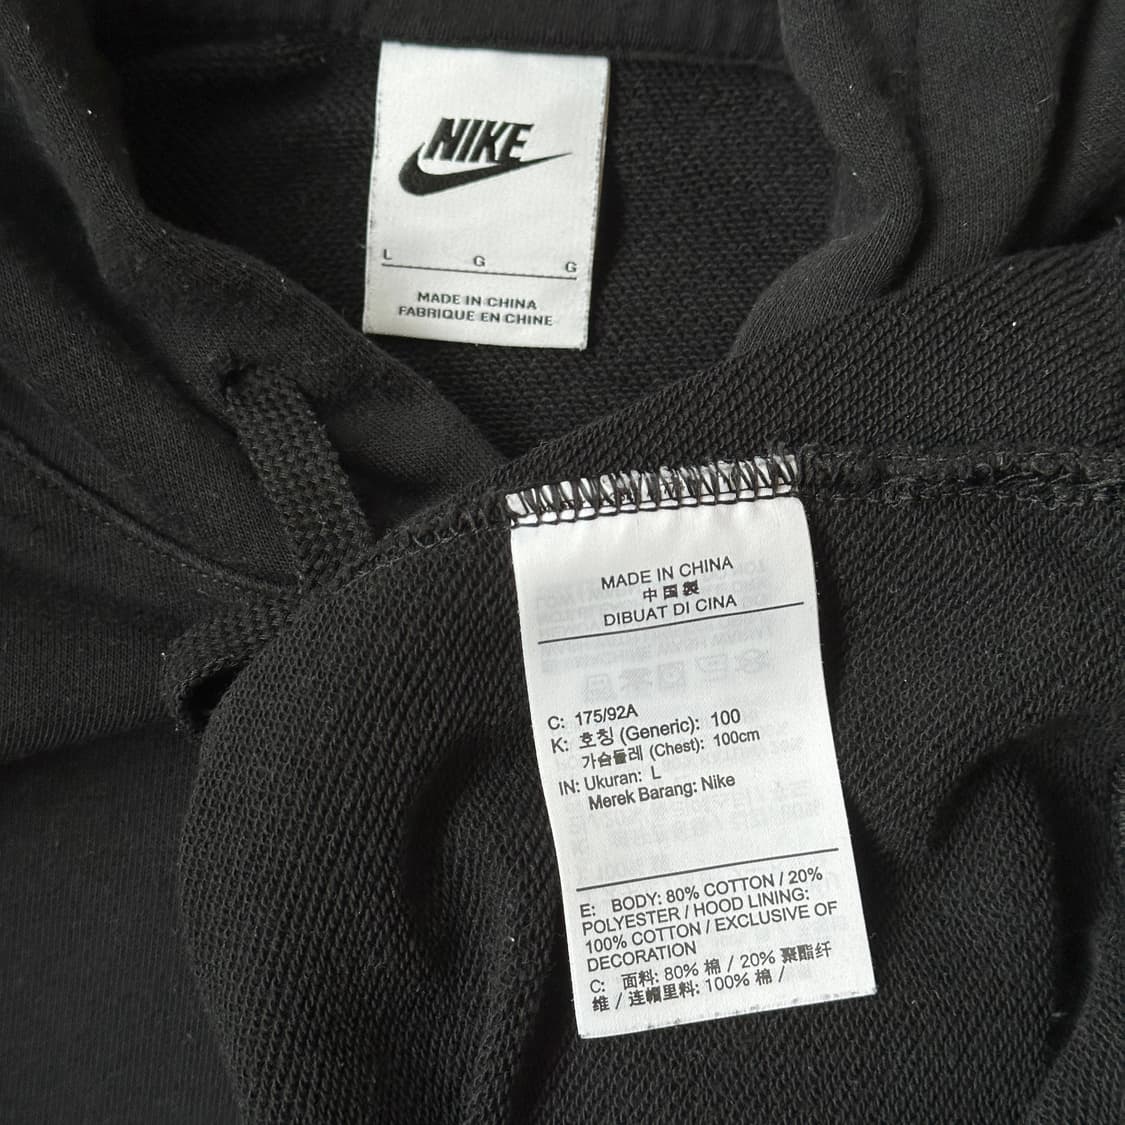 NIKE
L G G
MADE IN CHINA
FABRIQUE EN CHINE
MADE IN CHINA
中国製
DIBUAT DI CINA
C: 175/92A
K: 호칭 (Generic): 100
가슴둘레 (Chest): 100cm
IN: Ukuran: L
Merek Barang: Nike
E: BODY: 80% COTTON / 20%
POLYESTER / HOOD LINING:
100% COTTON / EXCLUSIVE OF
DECORATION
C: 面料: 80% 棉 / 20% 聚酯纤
维 / 连帽里料: 100% 棉 /